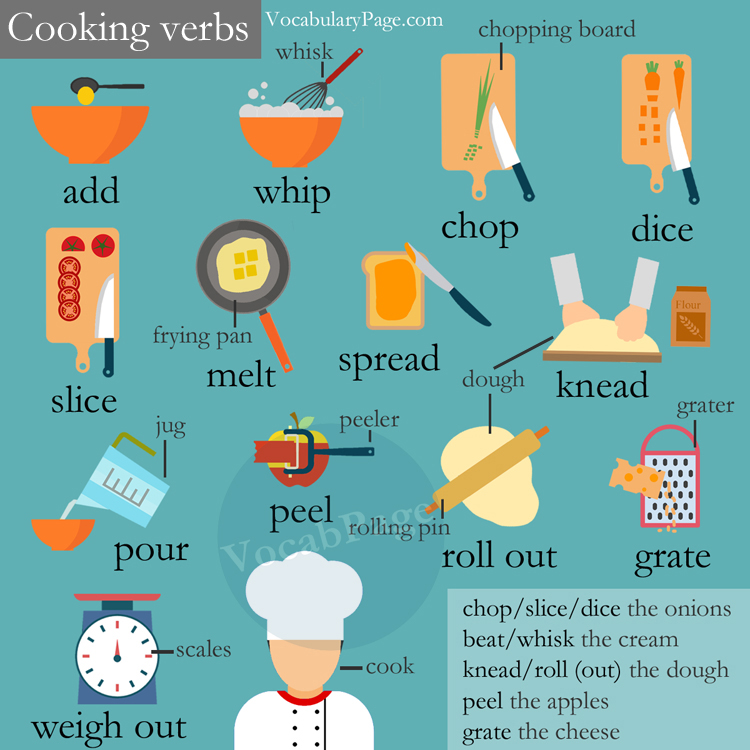 Cooking verbs
VocabularyPage.com
whisk
chopping board
add
whip
chop
dice
frying pan
Flour
slice
melt
spread
dough
knead
jug
peeler
grater
pour
peel
rolling pin
roll out
grate
VocabPage
scales
cook
weigh out
chop/slice/dice the onions
beat/whisk the cream
knead/roll (out) the dough
peel the apples
grate the cheese